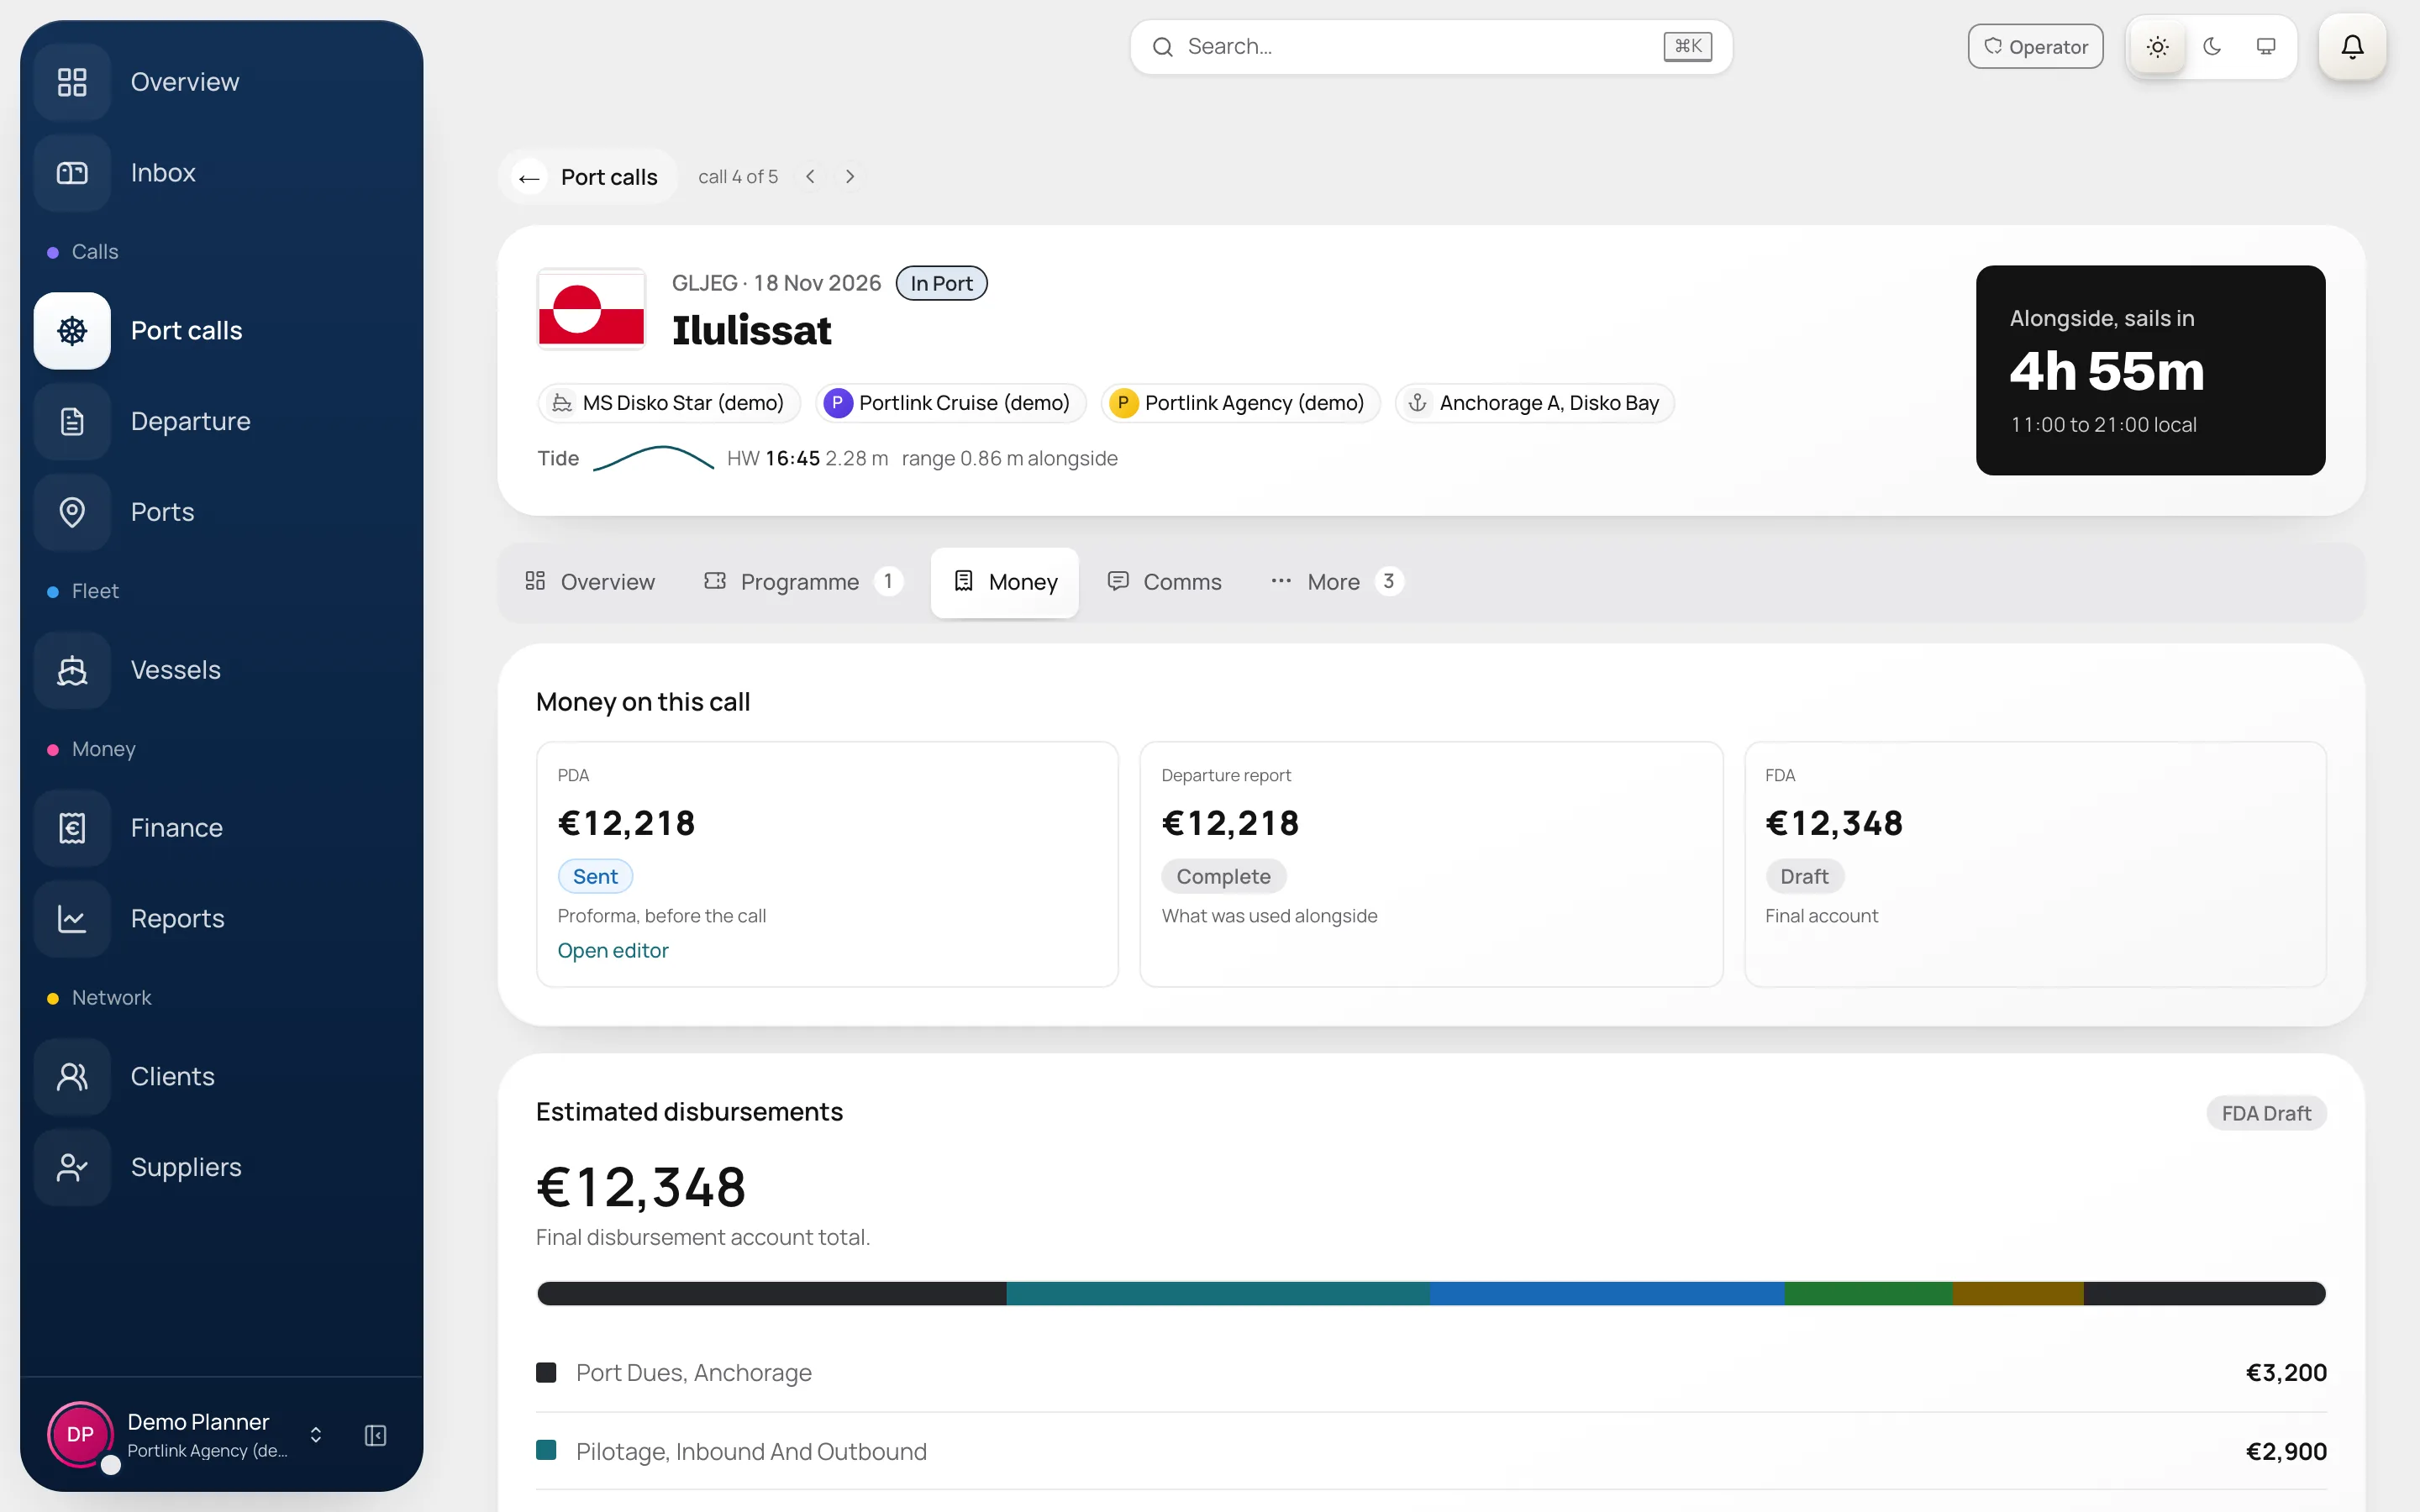 Overview
Inbox
Calls
Port calls
Departure
Ports
Fleet
Vessels
Money
Finance
Reports
Network
Clients
Suppliers
DP
Demo Planner
Portlink Agency (de...
Search...
⌘K
Operator
← Port calls
call 4 of 5
GLJEG · 18 Nov 2026
In Port
Ilulissat
MS Disko Star (demo)
P Portlink Cruise (demo)
P Portlink Agency (demo)
Anchorage A, Disko Bay
Tide
HW 16:45 2.28 m range 0.86 m alongside
Alongside, sails in
4h 55m
11:00 to 21:00 local
Overview
Programme 1
Money
Comms
More 3
Money on this call
PDA
€12,218
Sent
Proforma, before the call
Open editor
Departure report
€12,218
Complete
What was used alongside
FDA
€12,348
Draft
Final account
Estimated disbursements
FDA Draft
€12,348
Final disbursement account total.
Port Dues, Anchorage
€3,200
Pilotage, Inbound And Outbound
€2,900